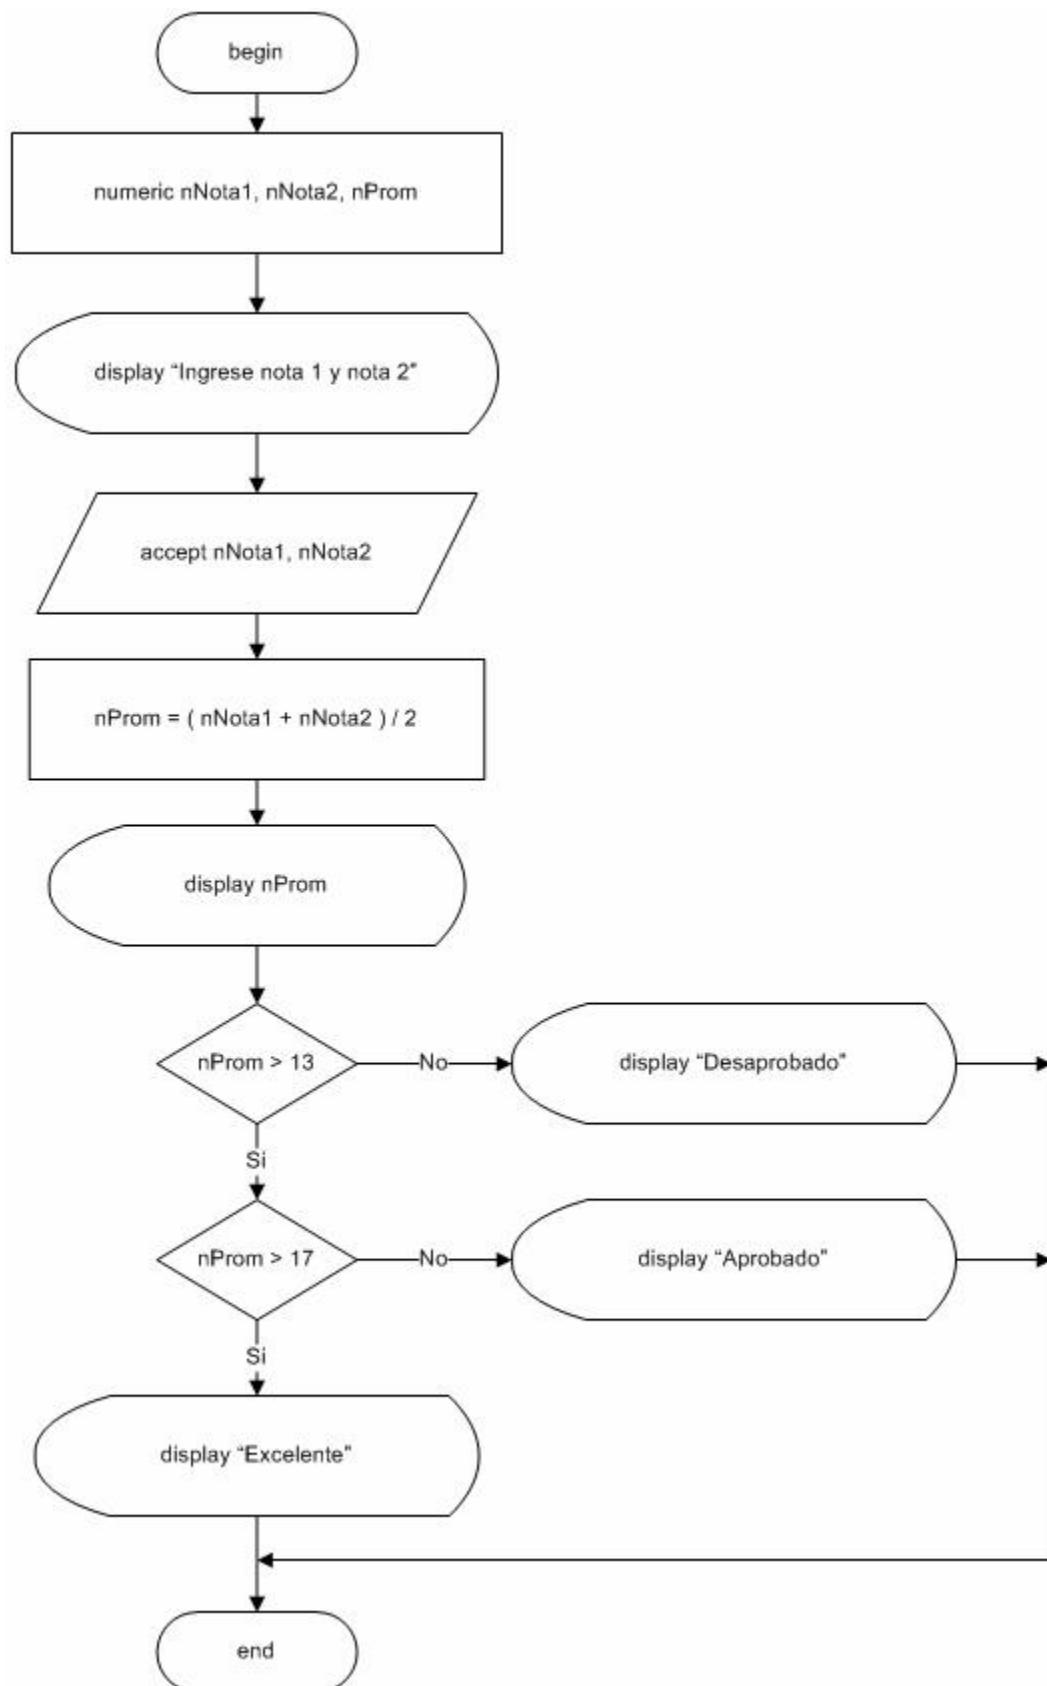 begin
numeric nNota1, nNota2, nProm
display “Ingrese nota 1 y nota 2”
accept nNota1, nNota2
nProm = ( nNota1 + nNota2 ) / 2
display nProm
nProm > 13
No
display “Desaprobado”
Si
nProm > 17
No
display “Aprobado”
Si
display “Excelente”
end